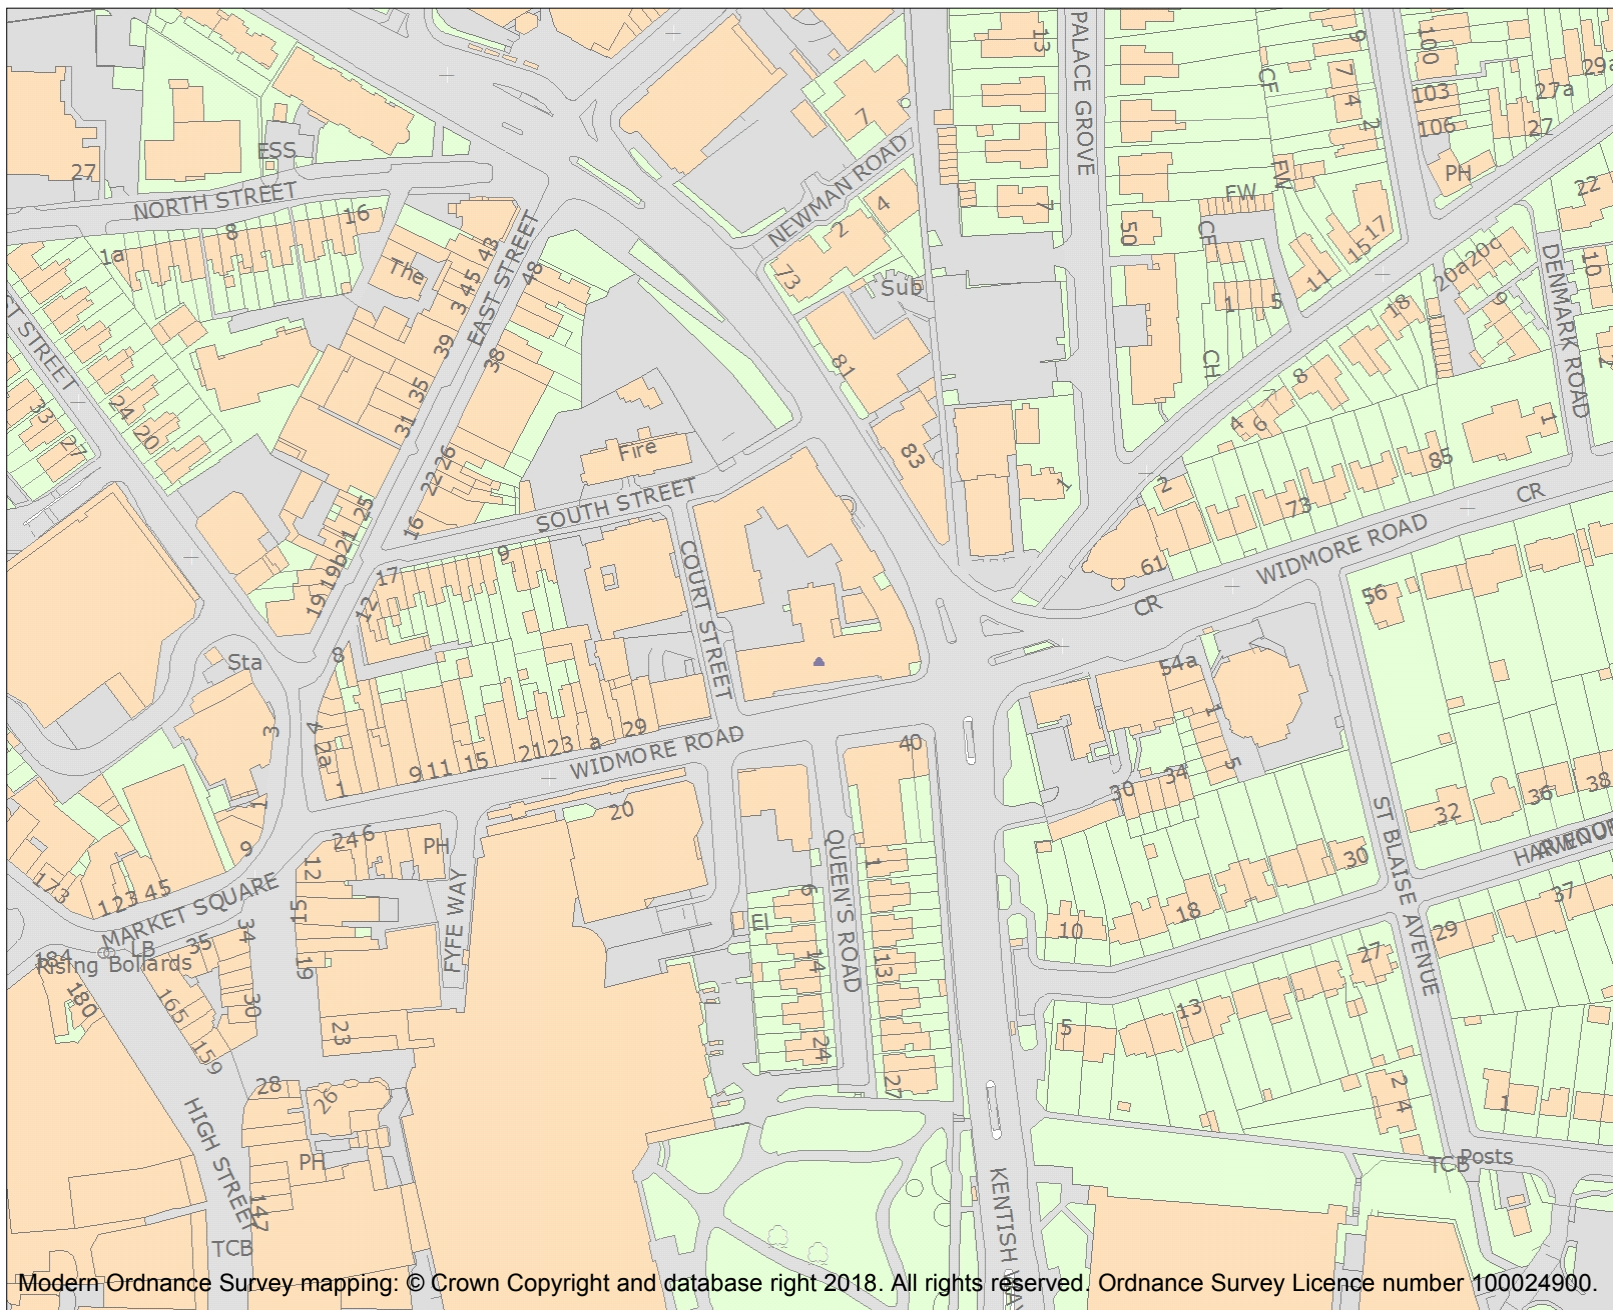 PALACE GROVE
13
9
100
29a
7
4
103
27a
7
CF
2
106
27
ESS
27
PH
NORTH STREET
NEWMAN ROAD
FW
FW
22
16
4
7
8
2
50
CF
15-17
1a
43
EAST STREET
48
The
45
3
73
Sub
11
20a
20c
DENMARK ROAD
10
1
5
18
9
39
38
81
CH
8
ST STREET
35
31
33
24
27
20
4
6
1
Fire
83
85
22
26
2
1
25
SOUTH STREET
73
CR
16
21
9
COURT STREET
WIDMORE ROAD
19b
17
61
19
12
CR
56
8
Sta
54a
3
4
2a
1
29
WIDMORE ROAD
40
9
11
15
21
23
a
5
34
30
1
20
36
38
32
ST BLAISE AVENUE
1
9
24
6
PH
QUEEN'S ROAD
1
30
173
1
2
3
4
5
12
MARKET SQUARE
15
FYFE WAY
6
El
18
10
37
29
34
35
LB
184
Rising Bollards
19
14
13
27
180
165
30
23
159
24
13
5
28
26
27
2
4
1
HIGH STREET
PH
TCB
Posts
147
KENTISH WAY
TCB
Modern Ordnance Survey mapping: © Crown Copyright and database right 2018. All rights reserved. Ordnance Survey Licence number 100024900.